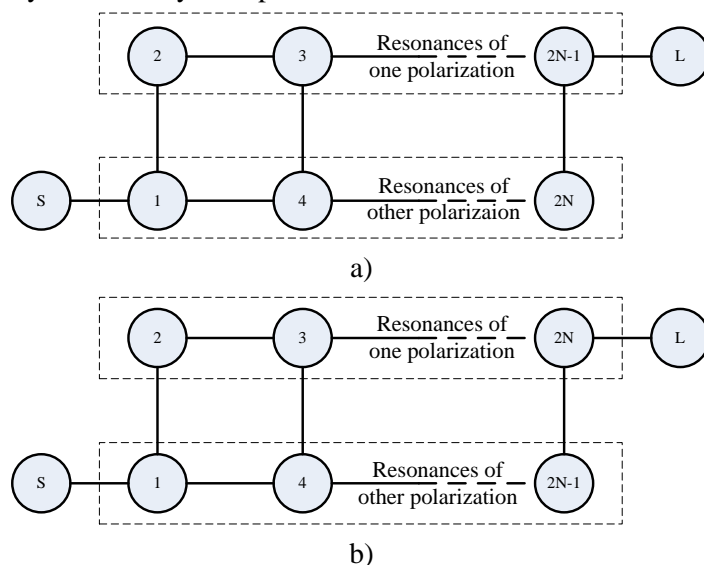 2
3
Resonances of
one polarization
2N-1
L
S
1
4
Resonances of
other polarizaion
2N
a)
2
3
Resonances of
one polarization
2N
L
S
1
4
Resonances of
other polarization
2N-1
b)